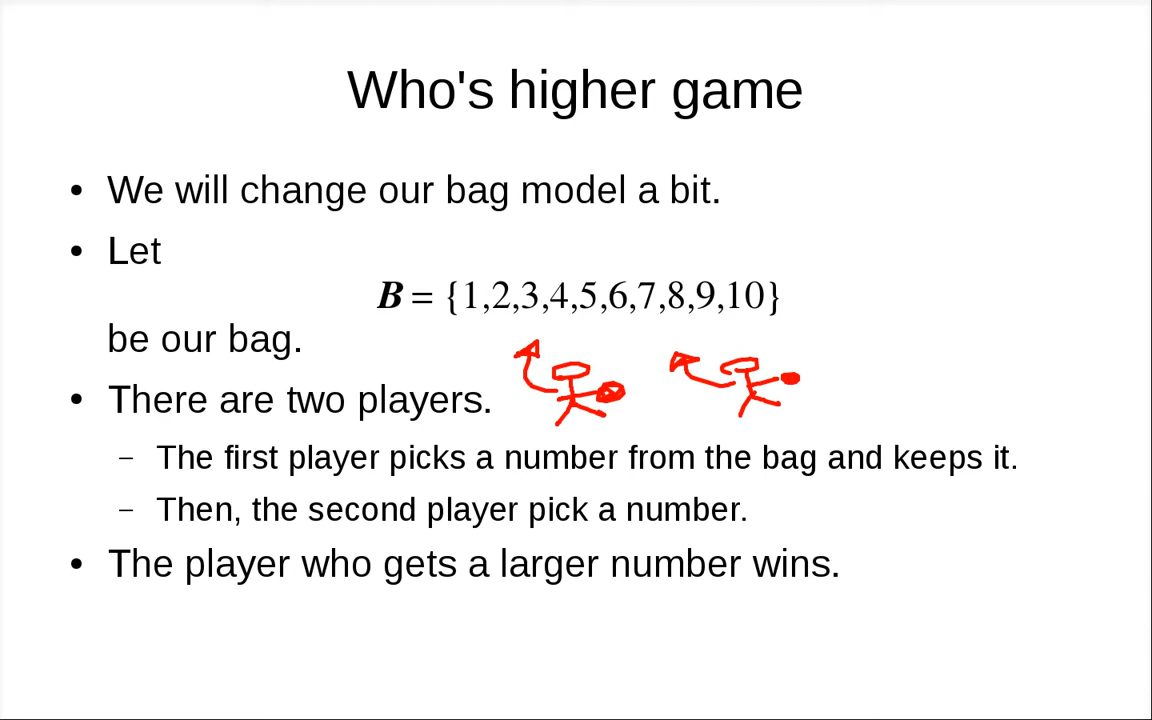 Who's higher game
• We will change our bag model a bit.
• Let
B = {1,2,3,4,5,6,7,8,9,10}
be our bag.
• There are two players.
– The first player picks a number from the bag and keeps it.
– Then, the second player pick a number.
• The player who gets a larger number wins.